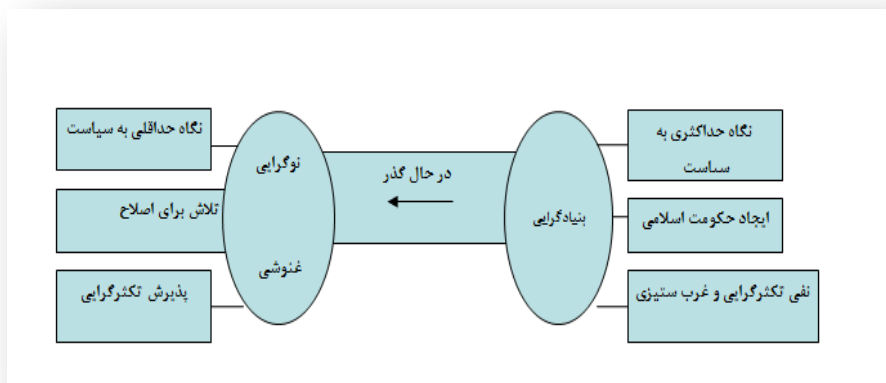 نگاه حداکثری به
سیاست
ایجاد حکومت اسلامی
نفی تکثرگرایی و غرب ستیزی
بنیادگرایی
در حال گذر
نوگرایی
غنوشی
نگاه حداقلی به سیاست
تلاش برای اصلاح
پذیرش تکثرگرایی